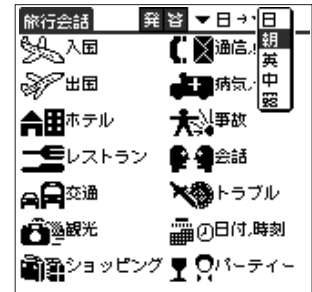 旅行会話 発 音 ▼ 日→ 日
朝
英
中
入国 通信
出国 病気
ホテル 事故
レストラン 会話
交通 トラブル
観光 日付,時刻
ショッピング パーティー